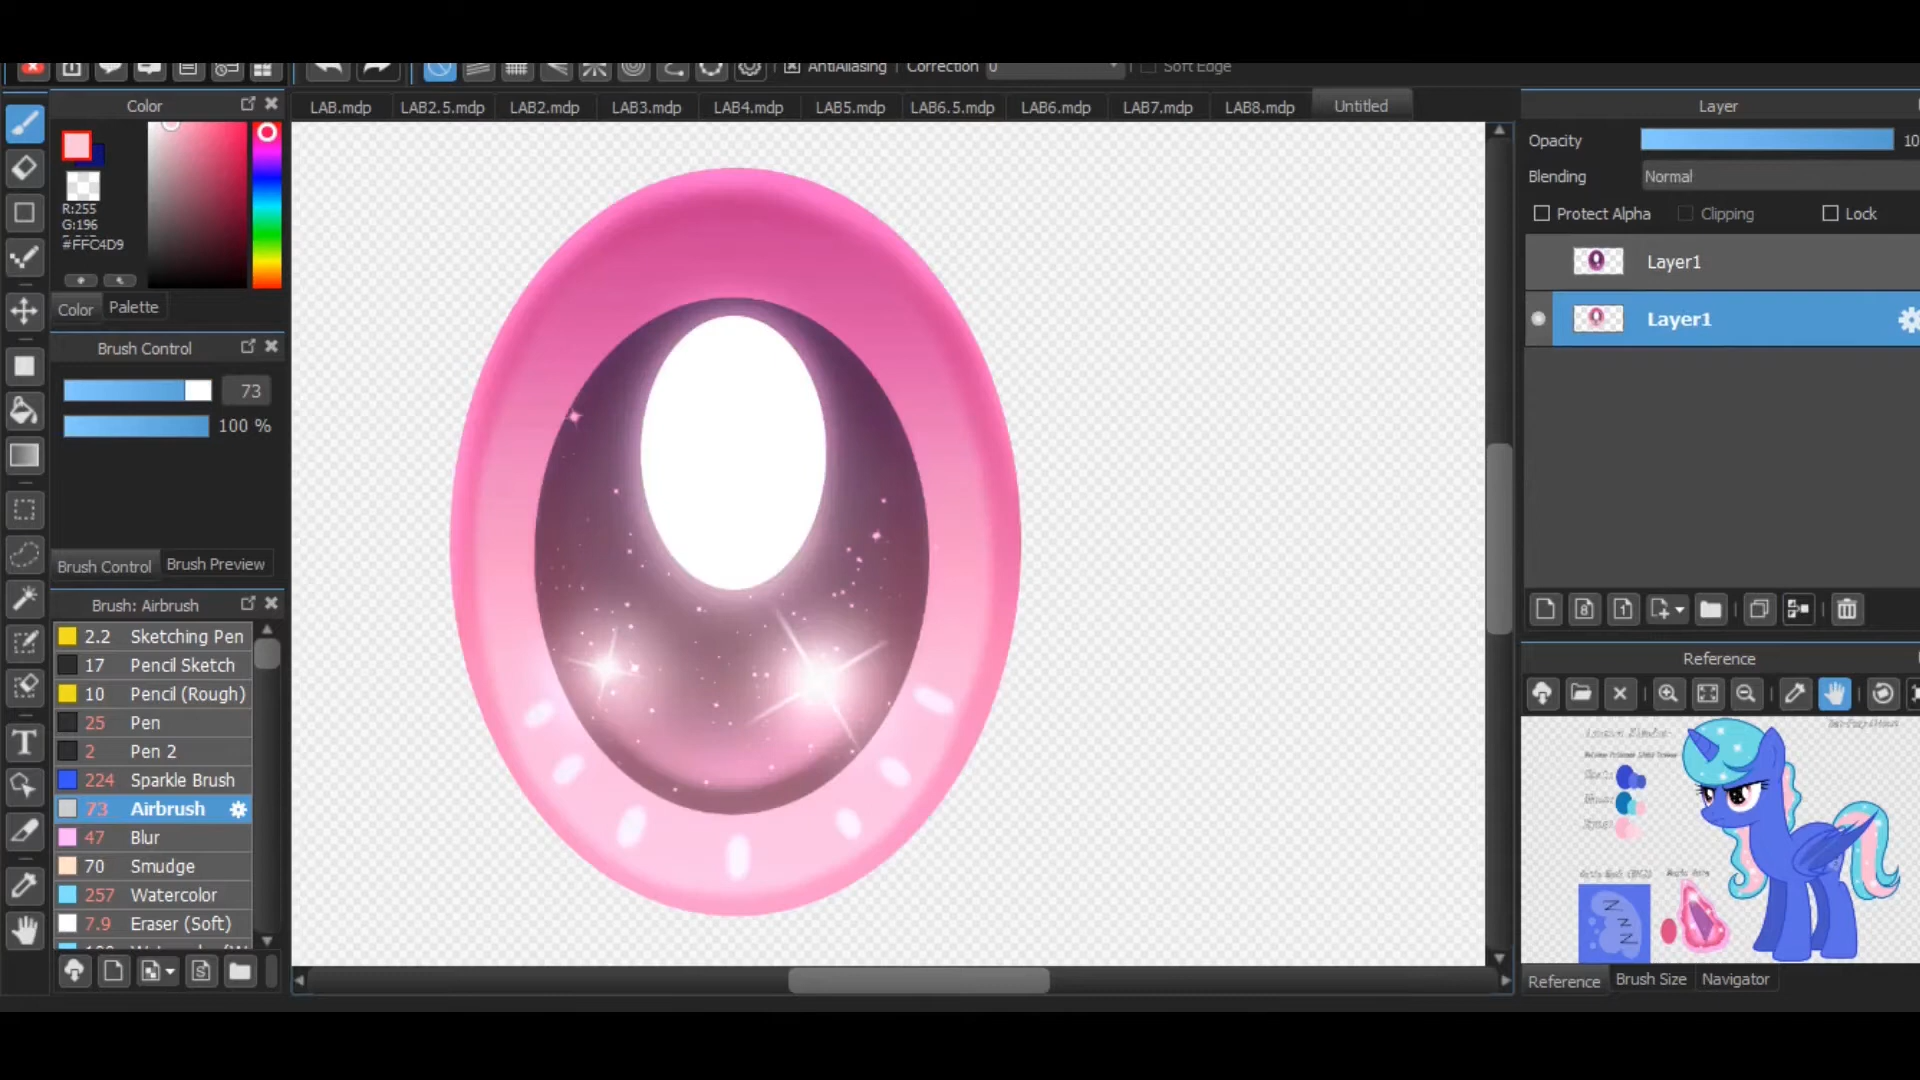 AntiAliasing Correction 0 Soft Edge
Color
LAB.mdp LAB2.5.mdp LAB2.mdp LAB3.mdp LAB4.mdp LAB5.mdp LAB6.5.mdp LAB6.mdp LAB7.mdp LAB8.mdp Untitled
Layer
R:255
G:196
#FFC4D9
Color Palette
Brush Control
73
100 %
Brush Control Brush Preview
Brush: Airbrush
2.2 Sketching Pen
17 Pencil Sketch
10 Pencil (Rough)
25 Pen
2 Pen 2
224 Sparkle Brush
73 Airbrush
47 Blur
70 Smudge
257 Watercolor
7.9 Eraser (Soft)
Opacity 10
Blending Normal
Protect Alpha Clipping Lock
Layer1
Layer1
8 1
Reference
Z
Z
Z
Reference Brush Size Navigator
T
S